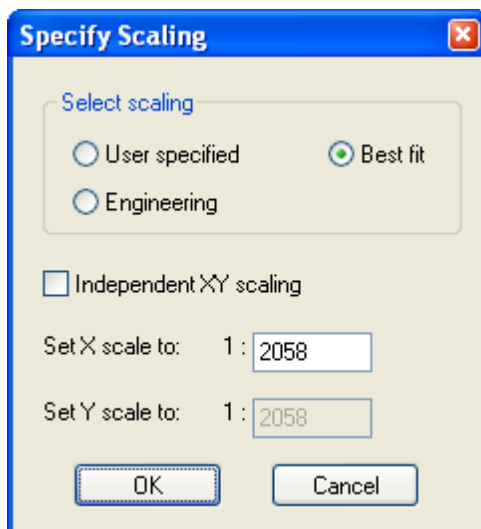 Specify Scaling
Select scaling
User specified Best fit
Engineering
Independent XY scaling
Set X scale to: 1 : 2058
Set Y scale to: 1 : 2058
OK Cancel